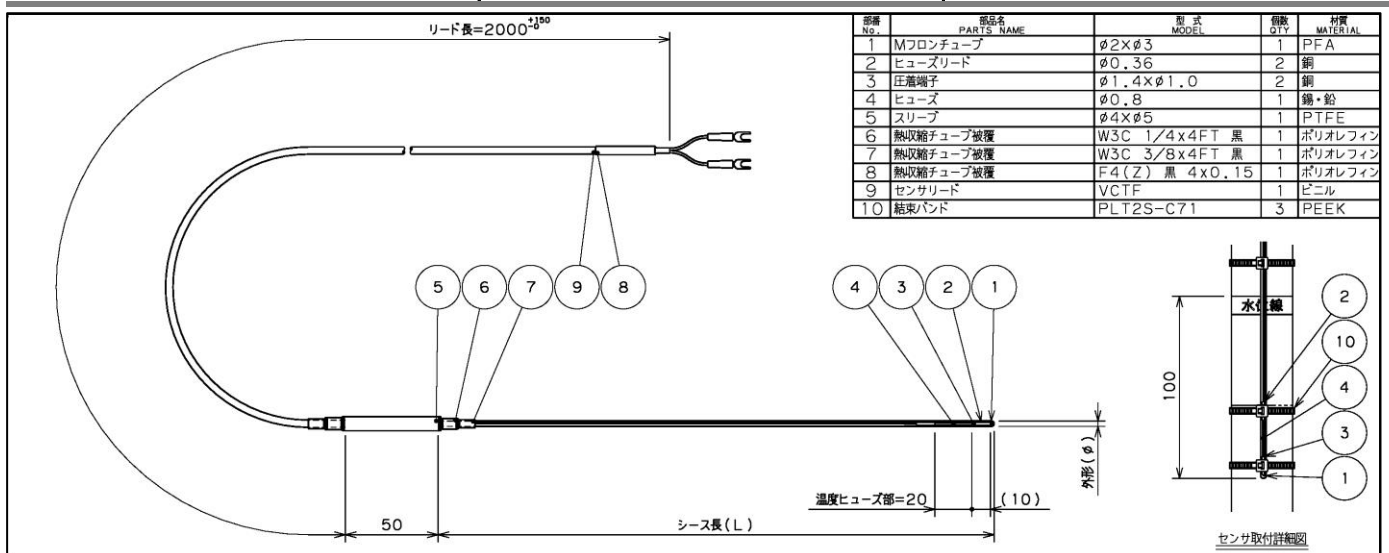 リード長=2000+150-0
部番 No. 部品名 PARTS NAME 型式 MODEL 個数 QTY 材質 MATERIAL
1 Mフロンチューブ φ2×φ3 1 PFA
2 ヒューズリード φ0.36 2 銅
3 圧着端子 φ1.4×φ1.0 2 銅
4 ヒューズ φ0.8 1 錫・鉛
5 スリーブ φ4×φ5 1 PTFE
6 熱収縮チューブ被覆 W3C 1/4x4FT 黒 1 ポリオレフィン
7 熱収縮チューブ被覆 W3C 3/8x4FT 黒 1 ポリオレフィン
8 熱収縮チューブ被覆 F4(Z) 黒 4x0.15 1 ポリオレフィン
9 センサリード VCTF 1 ビニル
10 結束バンド PLT2S-C71 3 PEEK
5 6 7 9 8 4 3 2 1
水位線
2
10
100
4
3
1
外形(φ)
温度ヒューズ部=20 (10)
50 シース長(L)
センサ取付詳細図